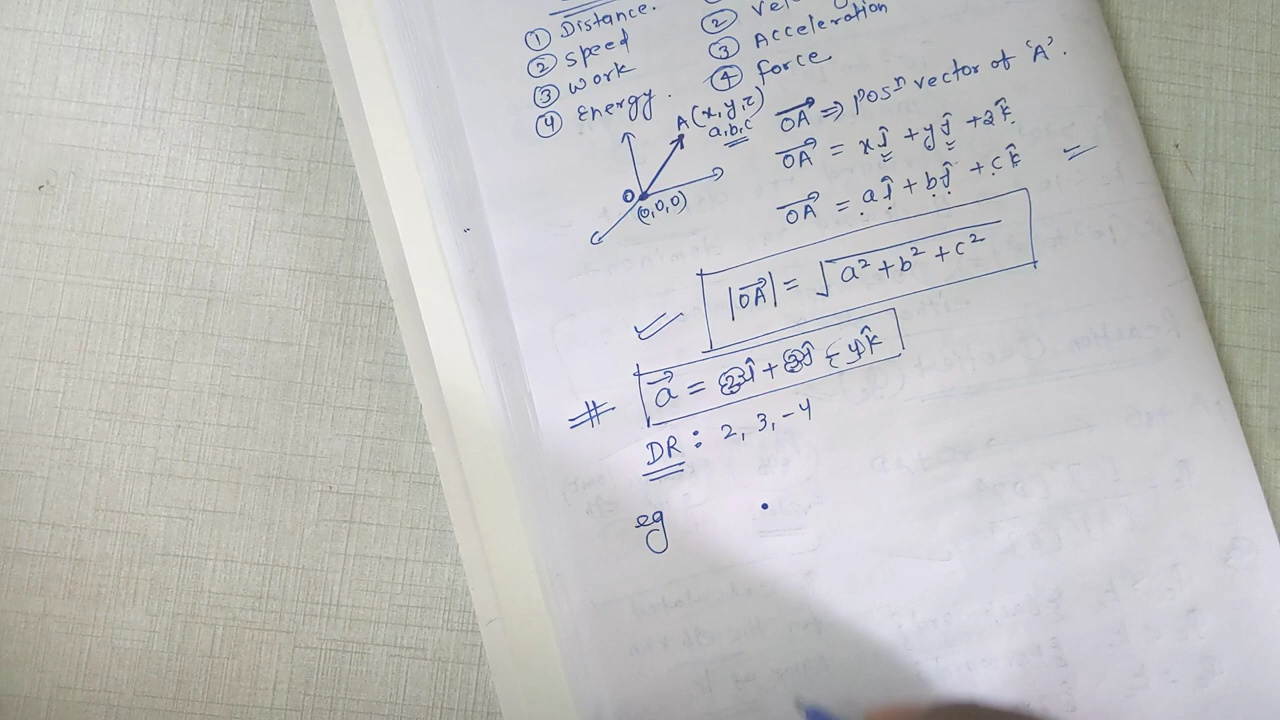 ① Distance.
② Speed
③ Work
④ Energy.
②
③ Acceleration
④ force
A(x,y,z)
a,b,c
O
(0,0,0)
OA⃗ ⇒ Posⁿ vector of 'A'.
OA⃗ = xî + yĵ + zk̂
OA⃗ = aî + bĵ + ck̂
|OA⃗| = √a² + b² + c²
# a⃗ = 2î + 3ĵ - 4k̂
DR : 2, 3, -4
eg